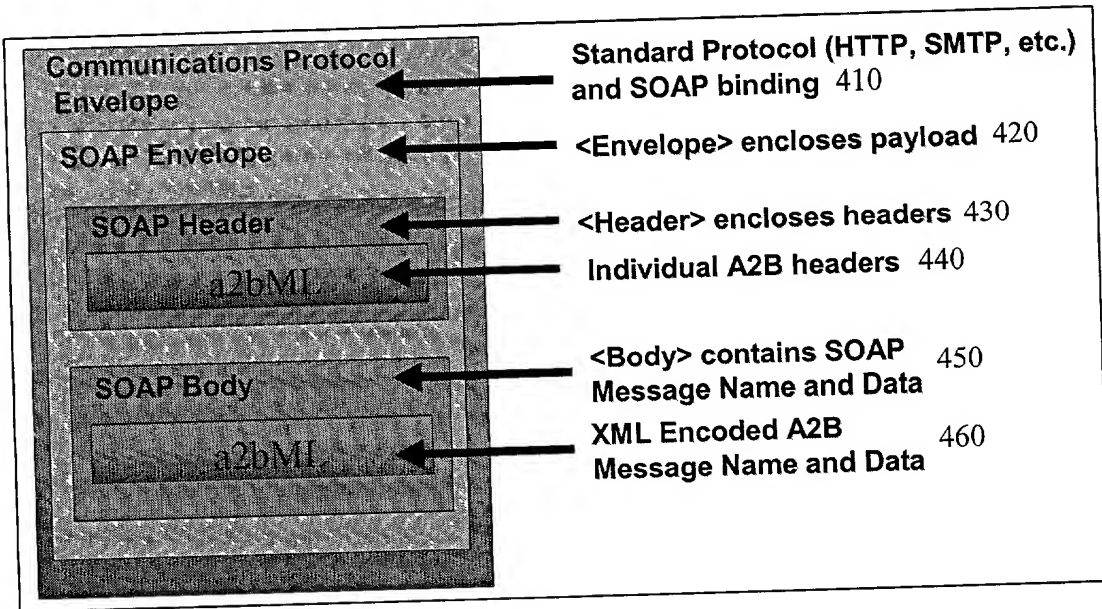 Communications Protocol
Envelope
Standard Protocol (HTTP, SMTP, etc.)
and SOAP binding 410
SOAP Envelope
<Envelope> encloses payload 420
SOAP Header
<Header> encloses headers 430
a2bML
Individual A2B headers 440
SOAP Body
<Body> contains SOAP
Message Name and Data 450
a2bML
XML Encoded A2B
Message Name and Data 460